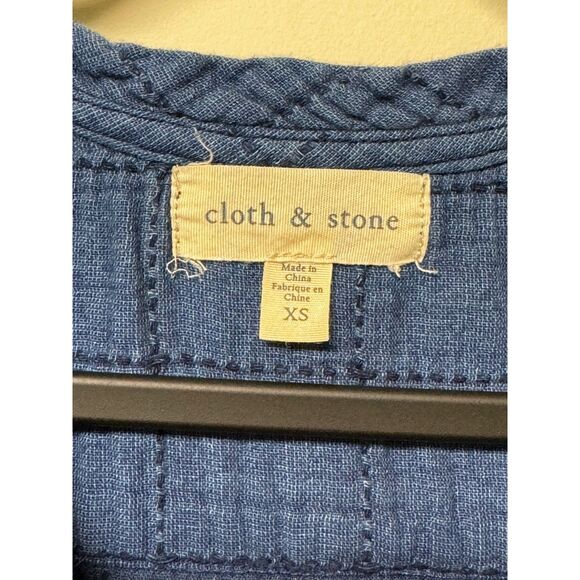 cloth & stone
Made in
China
Fabrique en
Chine
XS